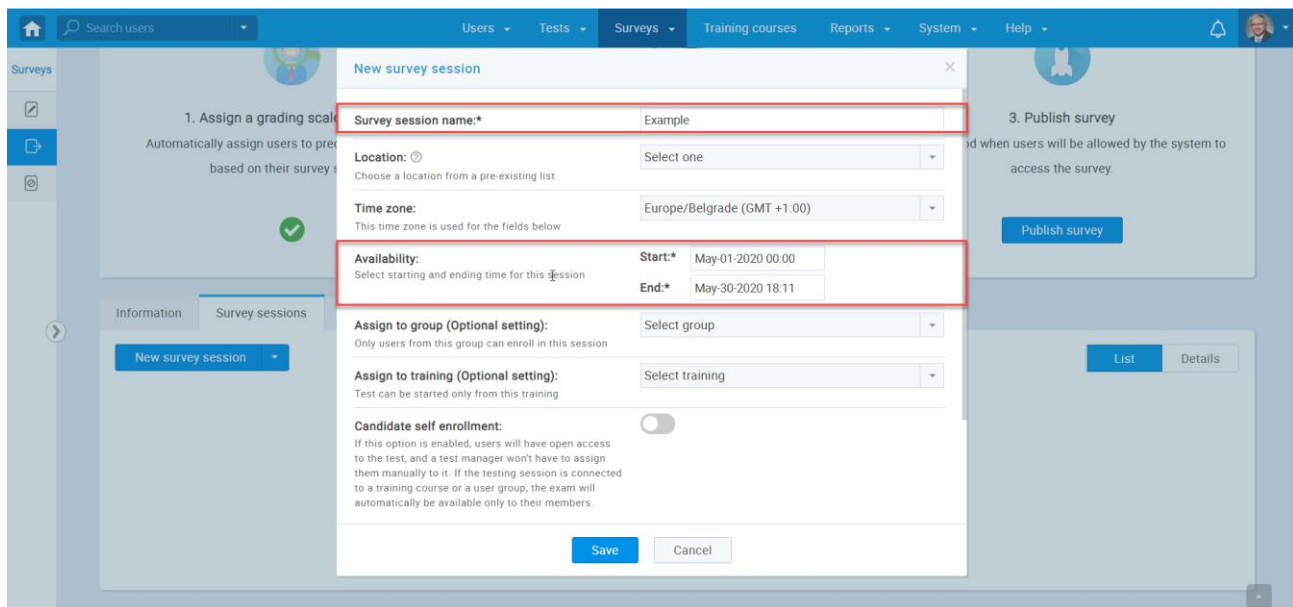 Search users
Users
Tests
Surveys
Training courses
Reports
System
Help
Surveys
1. Assign a grading scale
Automatically assign users to
based on their survey
New survey session
Survey session name:*
Example
Location:
Select one
Choose a location from a pre-existing list
Time zone:
Europe/Belgrade (GMT +1:00)
This time zone is used for the fields below
Availability:
Start:*
May-01-2020 00:00
Select starting and ending time for this session
End:*
May-30-2020 18:11
Assign to group (Optional setting):
Select group
Only users from this group can enroll in this session
Assign to training (Optional setting):
Select training
Test can be started only from this training
Candidate self enrollment:
If this option is enabled, users will have open access
to the test, and a test manager won't have to assign
them manually to it. If the testing session is connected
to a training course or a user group, the exam will
automatically be available only to their members.
Save
Cancel
3. Publish survey
when users will be allowed by the system to
access the survey.
Publish survey
Information
Survey sessions
New survey session
List
Details